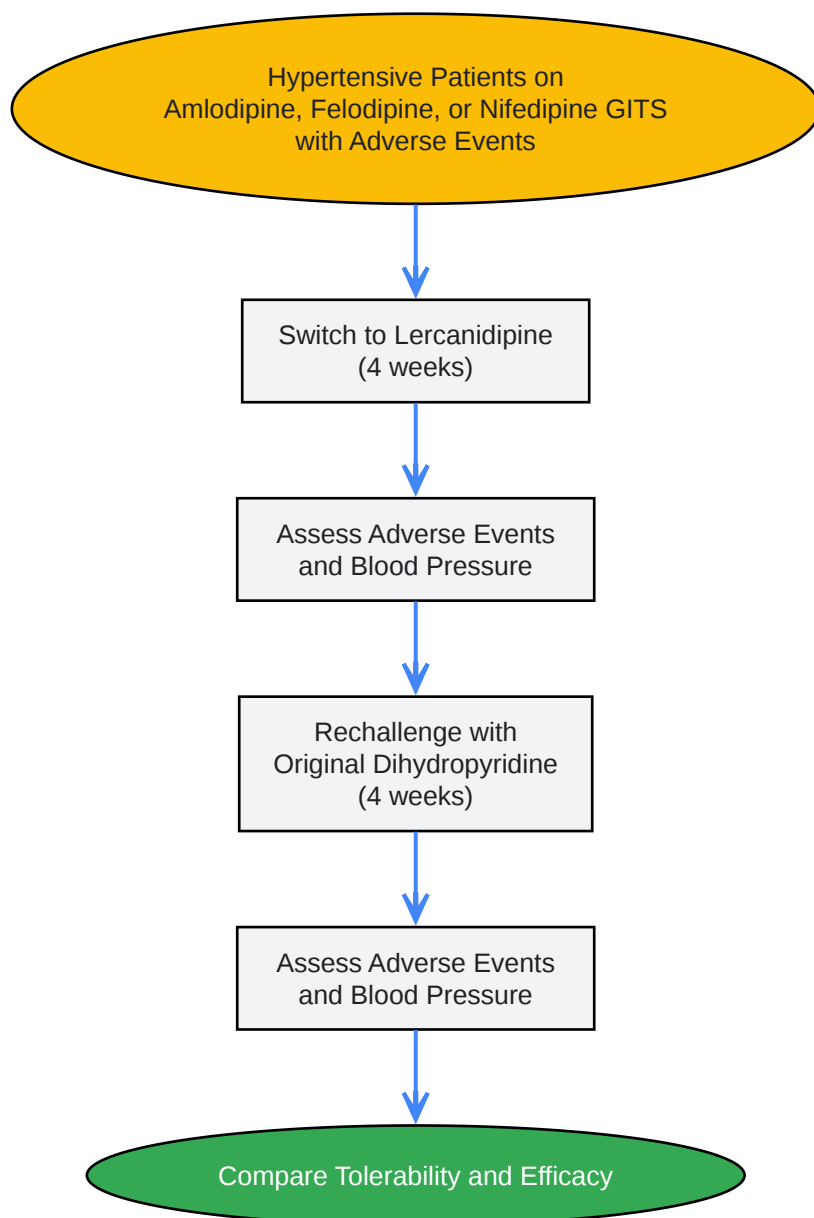 Hypertensive Patients on
Amlodipine, Felodipine, or Nifedipine GITS
with Adverse Events
Switch to Lercanidipine
(4 weeks)
Assess Adverse Events
and Blood Pressure
Rechallenge with
Original Dihydropyridine
(4 weeks)
Assess Adverse Events
and Blood Pressure
Compare Tolerability and Efficacy